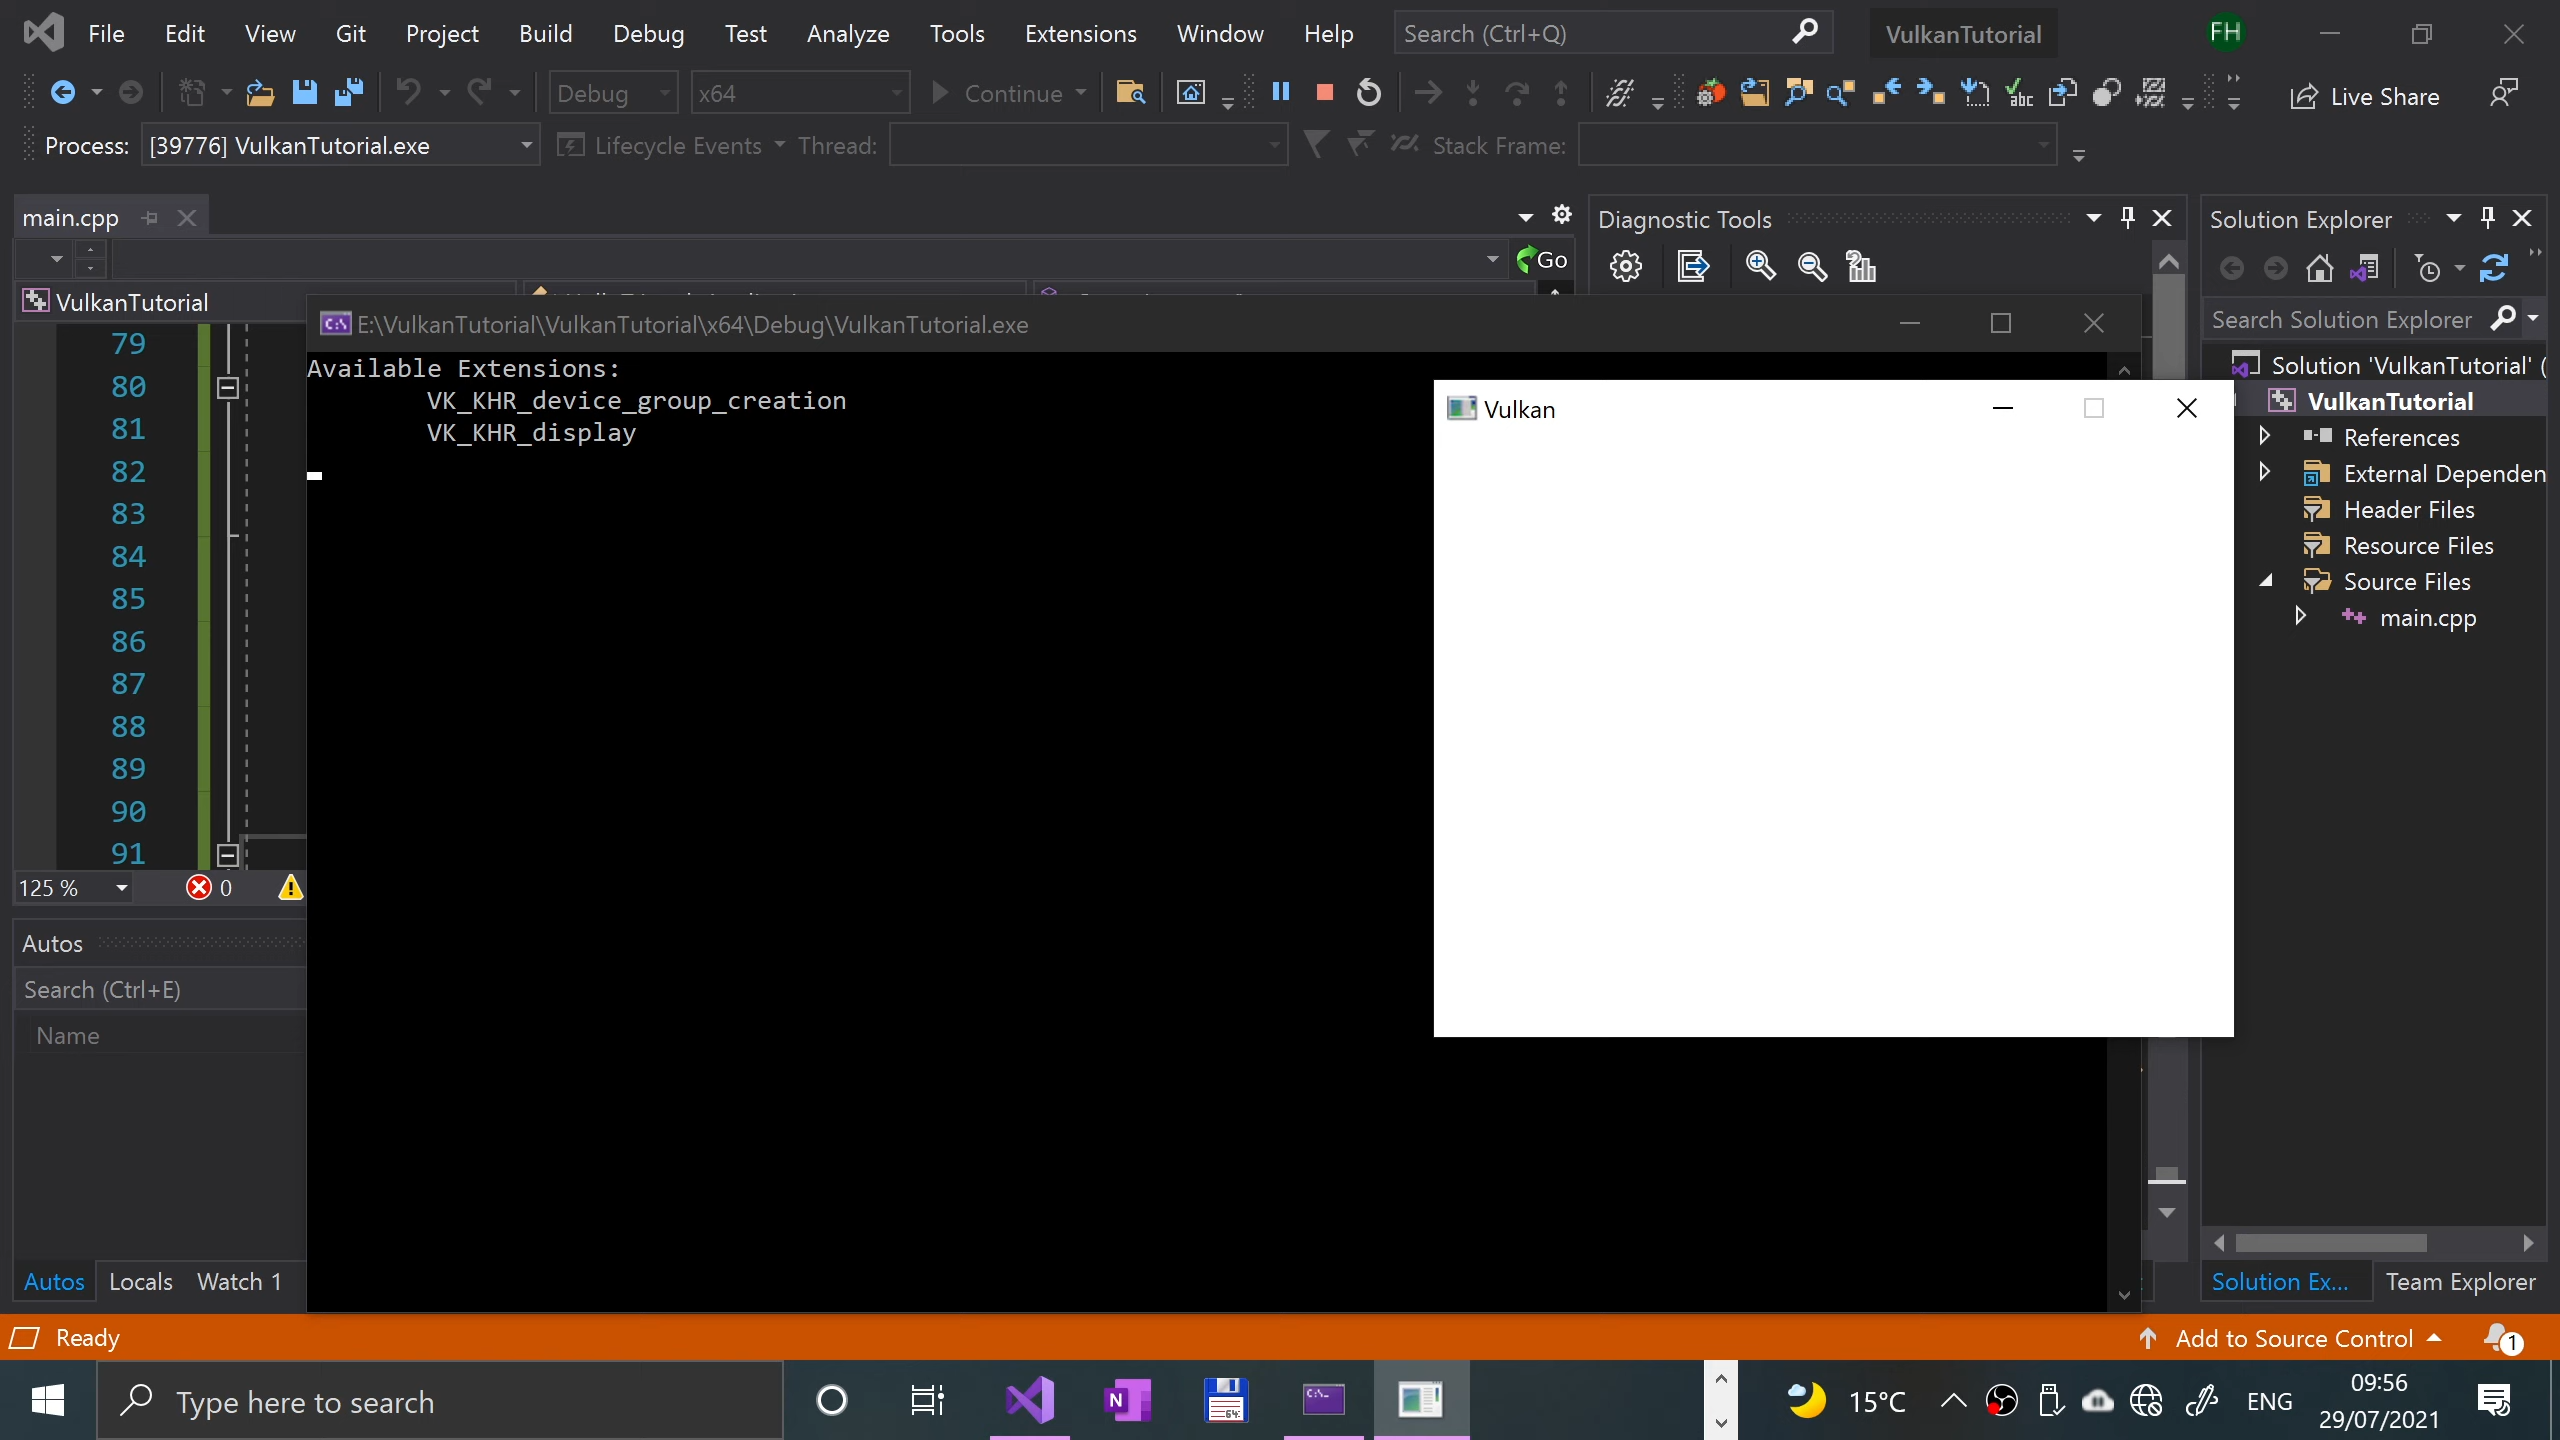 File Edit View Git Project Build Debug Test Analyze Tools Extensions Window Help Search (Ctrl+Q) VulkanTutorial FH
Debug x64 Continue Live Share
Process: [39776] VulkanTutorial.exe Lifecycle Events Thread: Stack Frame:
main.cpp
Diagnostic Tools
Solution Explorer
Go
VulkanTutorial
Search Solution Explorer
E:\VulkanTutorial\VulkanTutorial\x64\Debug\VulkanTutorial.exe
Available Extensions:
VK_KHR_device_group_creation
VK_KHR_display
Vulkan
79
80
81
82
83
84
85
86
87
88
89
90
91
Solution 'VulkanTutorial' (
VulkanTutorial
References
External Dependen
Header Files
Resource Files
Source Files
main.cpp
125 % 0
Autos
Search (Ctrl+E)
Name
Autos Locals Watch 1
Solution Ex... Team Explorer
Ready
Add to Source Control 1
Type here to search
N
64
15°C
ENG
09:56
29/07/2021